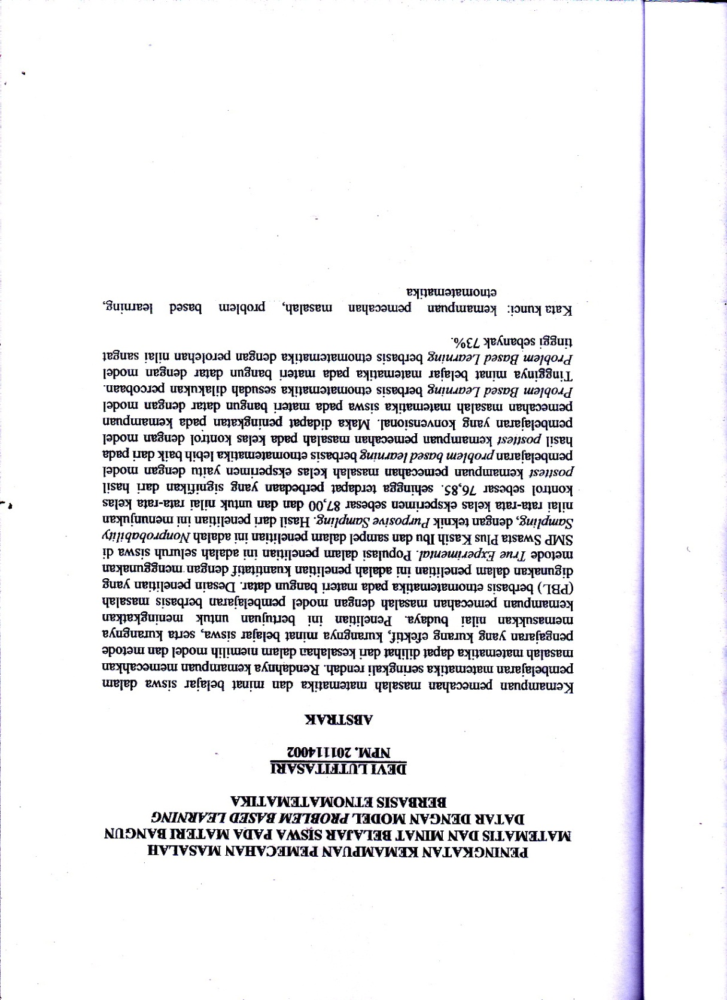 PENINGKATAN KEMAMPUAN PEMECAHAN MASALAH
MATEMATIS DAN MINAT BELAJAR SISWA PADA MATERI BANGUN
DATAR DENGAN MODEL PROBLEM BASED LEARNING
BERBASIS ETNOMATEMATIKA
DEVI LUTFITASARI
NPM. 201114002
ABSTRAK
Kemampuan pemecahan masalah matematika dan minat belajar siswa dalam
pembelajaran matematika seringkali rendah. Rendahnya kemampuan memecahkan
masalah matematika dapat dilihat dari kesalahan dalam memilih model dan metode
pengajaran yang kurang efektif, kurangnya minat belajar siswa, serta kurangnya
memasukkan nilai budaya. Penelitian ini bertujuan untuk meningkatkan
kemampuan pemecahan masalah dengan model pembelajaran berbasis masalah
(PBL) berbasis etnomatematika pada materi bangun datar. Desain penelitian yang
digunakan dalam penelitian ini adalah penelitian kuantitatif dengan menggunakan
metode True Experimental. Populasi dalam penelitian ini adalah seluruh siswa di
SMP Swasta Plus Kasih Ibu dan sampel dalam penelitian ini adalah Nonprobability
Sampling, dengan teknik Purposive Sampling. Hasil dari penelitian ini menunjukan
nilai rata-rata kelas eksperimen sebesar 87,00 dan dan untuk nilai rata-rata kelas
kontrol sebesar 76,85. sehingga terdapat perbedaan yang signifikan dari hasil
posttest kemampuan pemecahan masalah kelas eksperimen yaitu dengan model
pembelajaran problem based learning berbasis etnomatematika lebih baik dari pada
hasil posttest kemampuan pemecahan masalah pada kelas kontrol dengan model
pembelajaran yang konvensional. Maka didapat peningkatan pada kemampuan
pemecahan masalah matematika siswa pada materi bangun datar dengan model
Problem Based Learning berbasis etnomatematika sesudah dilakukan percobaan.
Tingginya minat belajar matematika pada materi bangun datar dengan model
Problem Based Learning berbasis etnomatematika dengan perolehan nilai sangat
tinggi sebanyak 73%.
Kata kunci: kemampuan pemecahan masalah, problem based learning,
etnomatematika